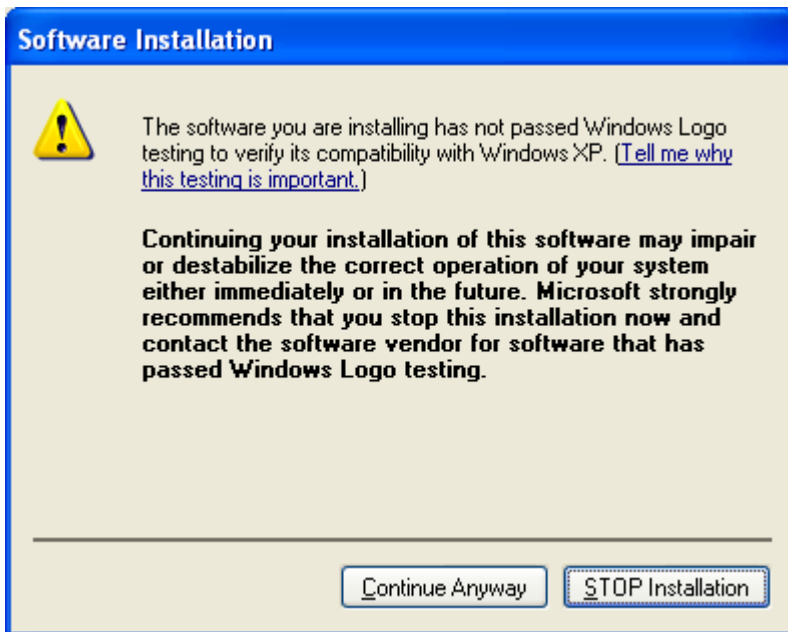 Software Installation
The software you are installing has not passed Windows Logo
testing to verify its compatibility with Windows XP. (Tell me why
this testing is important.)
Continuing your installation of this software may impair
or destabilize the correct operation of your system
either immediately or in the future. Microsoft strongly
recommends that you stop this installation now and
contact the software vendor for software that has
passed Windows Logo testing.
Continue Anyway
STOP Installation